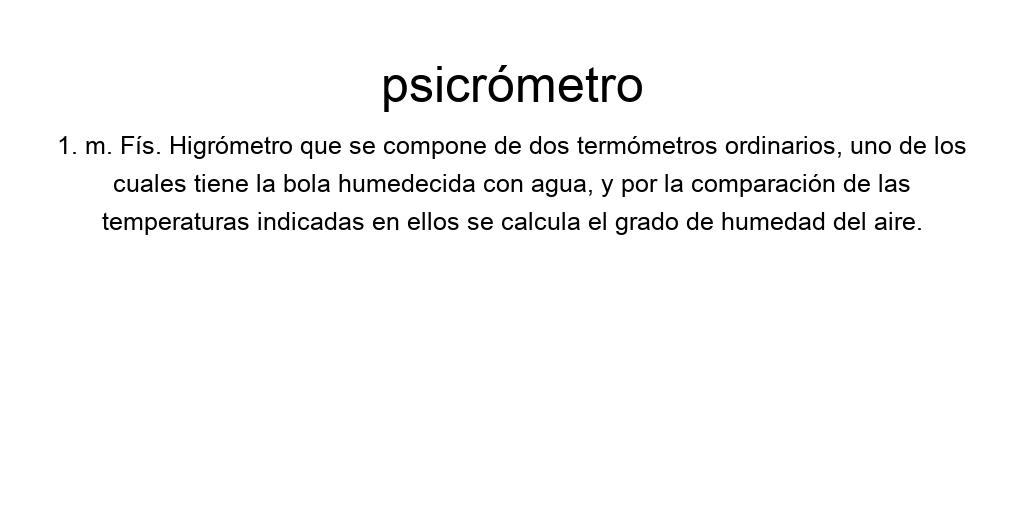 psicrómetro
1. m. Fís. Higrómetro que se compone de dos termómetros ordinarios, uno de los
cuales tiene la bola humedecida con agua, y por la comparación de las
temperaturas indicadas en ellos se calcula el grado de humedad del aire.